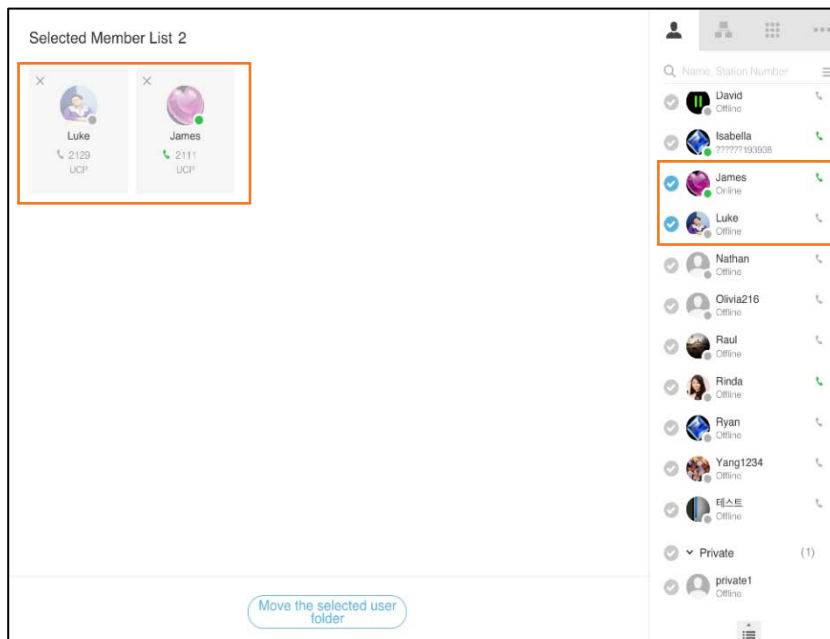 Selected Member List 2
Luke
2129
UCP
James
2111
UCP
Move the selected user
folder
Name, Station Number
David
Offline
Isabella
??????193938
James
Online
Luke
Offline
Nathan
Offline
Olivia216
Offline
Raul
Offline
Rinda
Offline
Ryan
Offline
Yang1234
Offline
테스트
Offline
Private (1)
private1
Offline